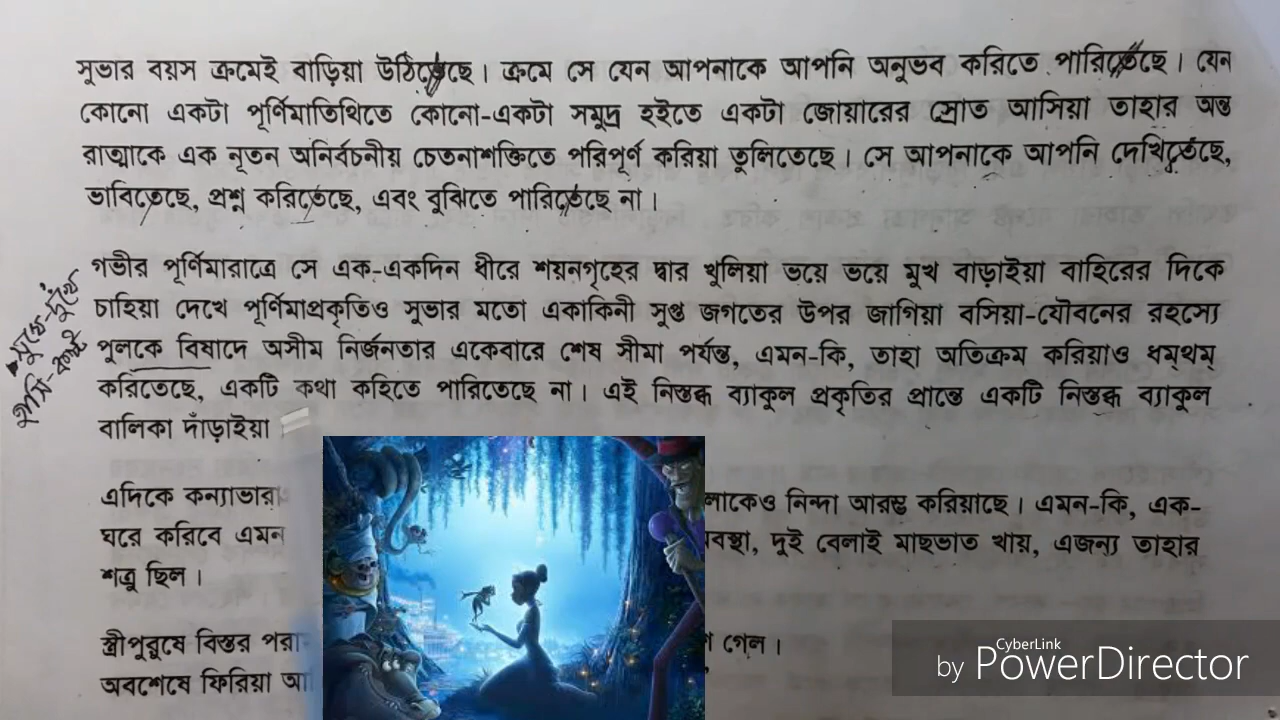 সুভার বয়স ক্রমেই বাড়িয়া উঠিতেছে। ক্রমে সে যেন আপনাকে আপনি অনুভব করিতে পারিতেছে। যেন
কোনো একটা পূর্ণিমাতিথিতে কোনো-একটা সমুদ্র হইতে একটা জোয়ারের স্রোত আসিয়া তাহার অন্ত
রাত্মাকে এক নূতন অনির্বচনীয় চেতনাশক্তিতে পরিপূর্ণ করিয়া তুলিতেছে। সে আপনাকে আপনি দেখিতেছে,
ভাবিতেছে, প্রশ্ন করিতেছে, এবং বুঝিতে পারিতেছে না।
গভীর পূর্ণিমারাত্রে সে এক-একদিন ধীরে শয়নগৃহের দ্বার খুলিয়া ভয়ে ভয়ে মুখ বাড়াইয়া বাহিরের দিকে
চাহিয়া দেখে পূর্ণিমাপ্রকৃতিও সুভার মতো একাকিনী সুপ্ত জগতের উপর জাগিয়া বসিয়া-যৌবনের রহস্যে
পুলকে বিষাদে অসীম নির্জনতার একেবারে শেষ সীমা পর্যন্ত, এমন-কি, তাহা অতিক্রম করিয়াও থম্‌থম্
করিতেছে, একটি কথা কহিতে পারিতেছে না। এই নিস্তব্ধ ব্যাকুল প্রকৃতির প্রান্তে একটি নিস্তব্ধ ব্যাকুল
বালিকা দাঁড়াইয়া
এদিকে কন্যাভারা লোকেও নিন্দা আরম্ভ করিয়াছে। এমন-কি, এক-
ঘরে করিবে এমন বস্থা, দুই বেলাই মাছভাত খায়, এজন্য তাহার
শত্রু ছিল।
স্ত্রীপুরুষে বিস্তর পরা গেল।
অবশেষে ফিরিয়া আ
CyberLink
by PowerDirector